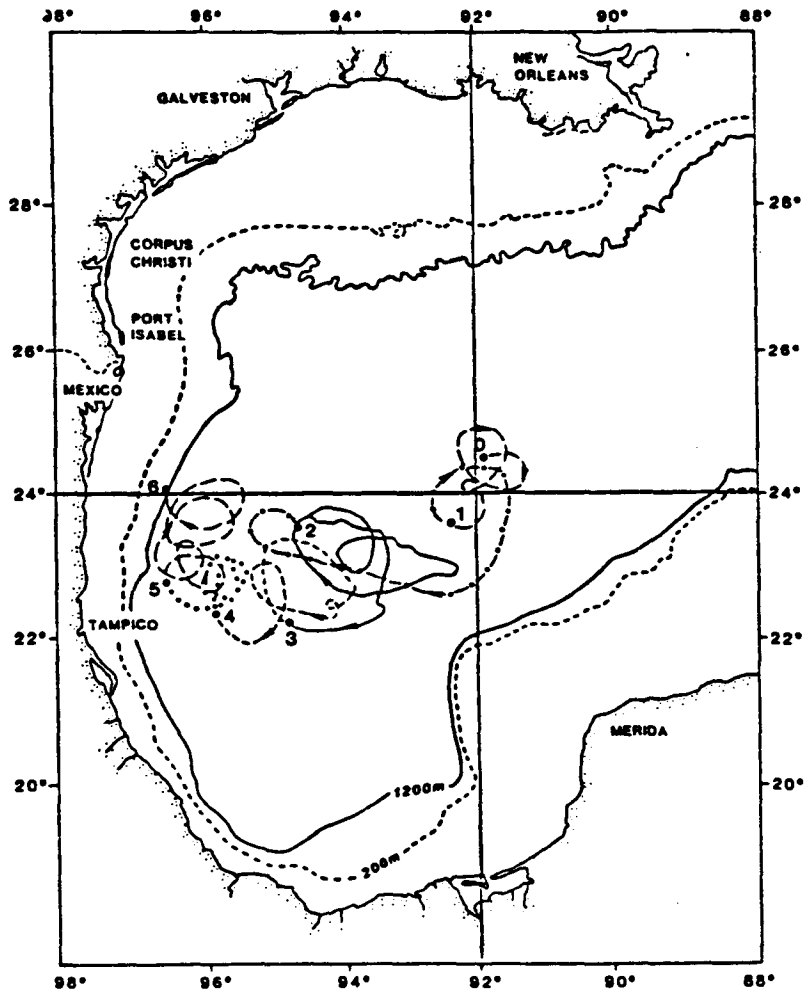 98° 96° 94° 92° 90° 88°
NEW
ORLEANS
GALVESTON
28° 28°
CORPUS
CHRISTI
PORT
ISABEL
26° 26°
MEXICO
0
6
24° 24°
1
2
5
4
TAMPICO
3
22° 22°
MERIDA
20° 20°
1200m
200m
98° 96° 94° 92° 90° 88°